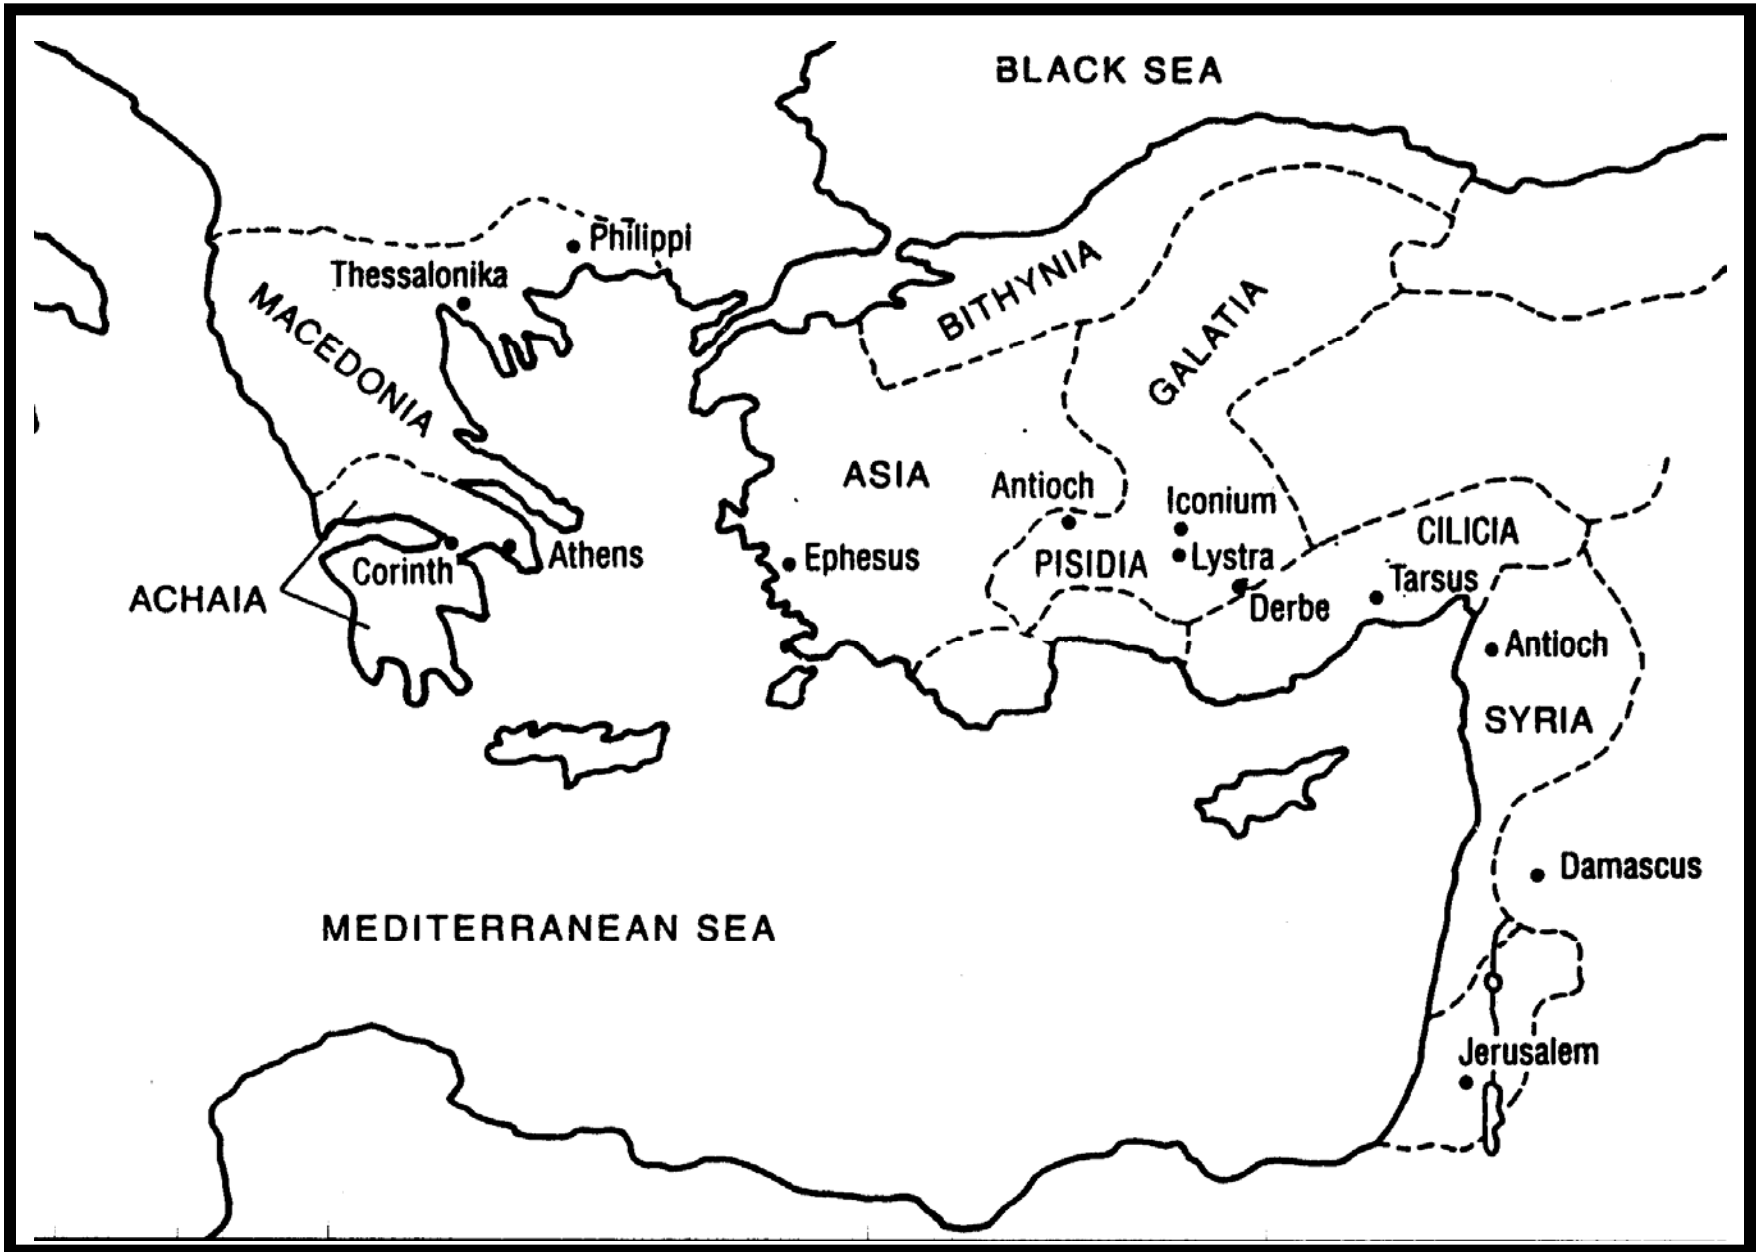 BLACK SEA
Philippi
Thessalonika
MACEDONIA
BITHYNIA
GALATIA
ASIA
Antioch
Iconium
CILICIA
Athens
Ephesus
Lystra
PISIDIA
Corinth
Tarsus
ACHAIA
Derbe
Antioch
SYRIA
Damascus
MEDITERRANEAN SEA
Jerusalem